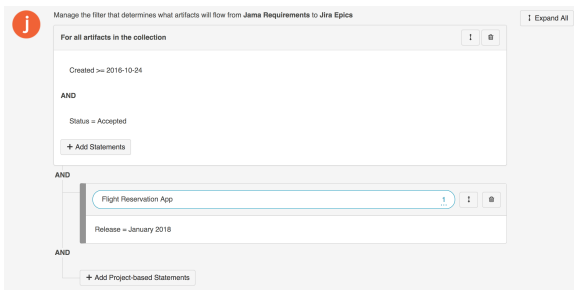 j
Manage the filter that determines what artifacts will flow from Jama Requirements to Jira Epics
Expand All
For all artifacts in the collection
Created >= 2016-10-24
AND
Status = Accepted
+ Add Statements
AND
Flight Reservation App 1
Release = January 2018
AND
+ Add Project-based Statements